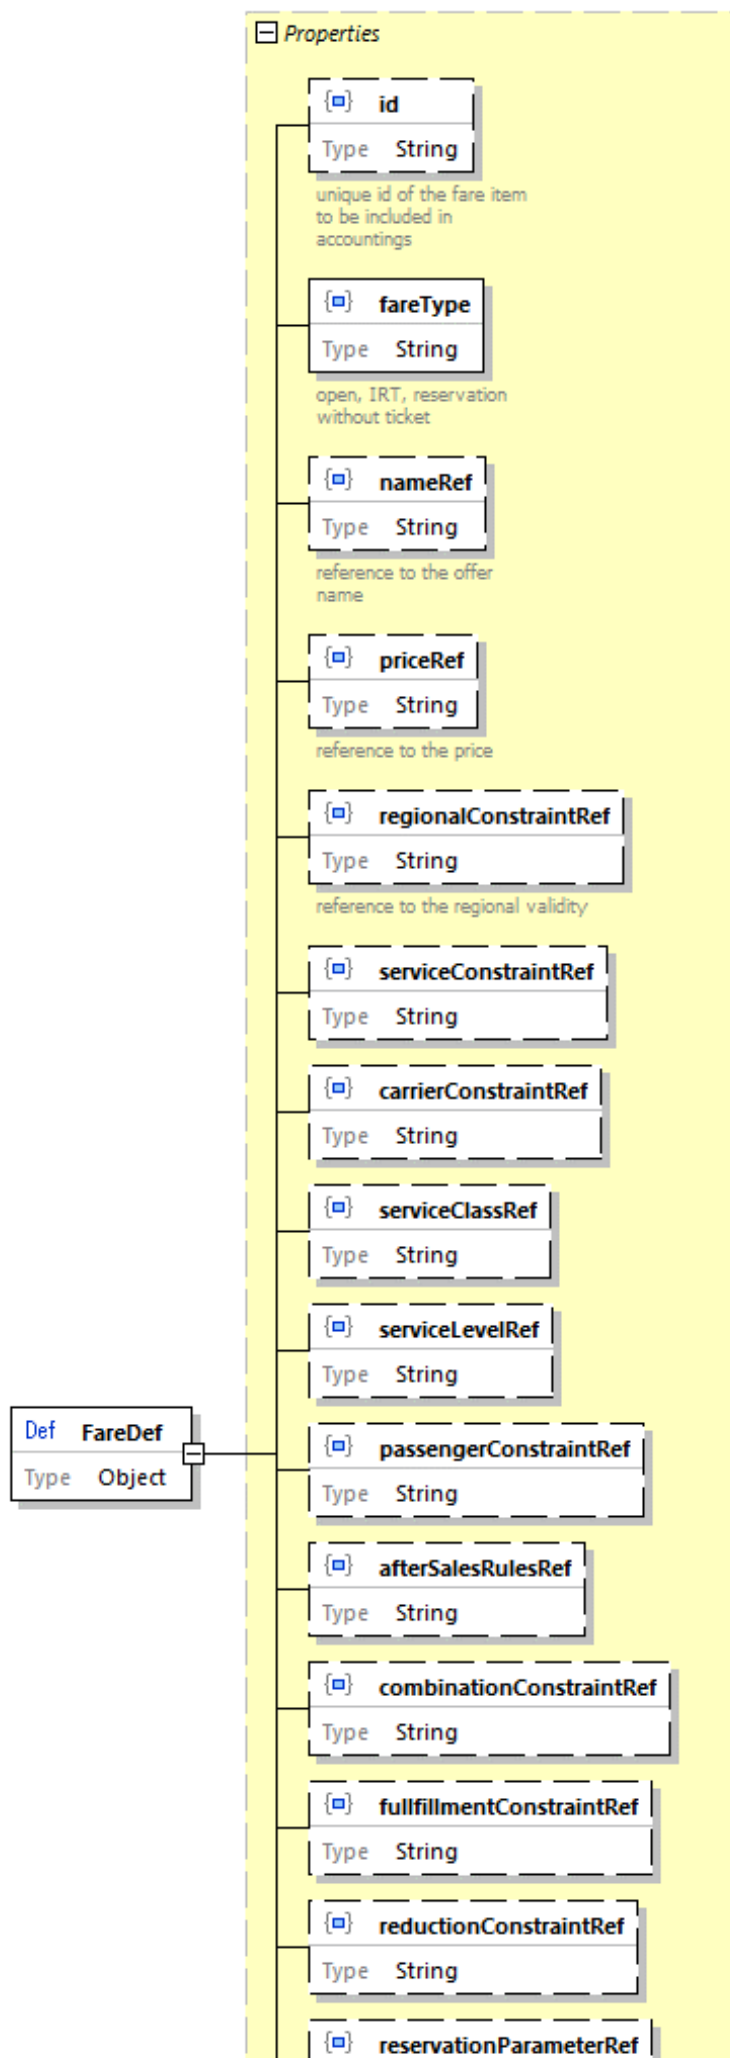 Properties
id
Type String
unique id of the fare item
to be included in
accountings
fareType
Type String
open, IRT, reservation
without ticket
nameRef
Type String
reference to the offer
name
priceRef
Type String
reference to the price
regionalConstraintRef
Type String
reference to the regional validity
serviceConstraintRef
Type String
carrierConstraintRef
Type String
serviceClassRef
Type String
serviceLevelRef
Type String
Def FareDef
Type Object
passengerConstraintRef
Type String
afterSalesRulesRef
Type String
combinationConstraintRef
Type String
fullfillmentConstraintRef
Type String
reductionConstraintRef
Type String
reservationParameterRef